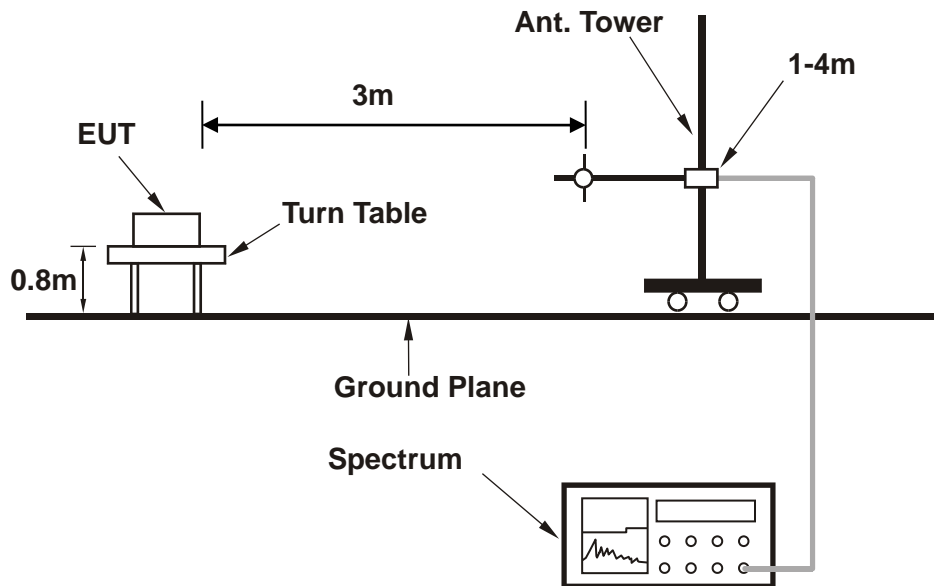 Ant. Tower
1-4m
3m
EUT
Turn Table
0.8m
Ground Plane
Spectrum